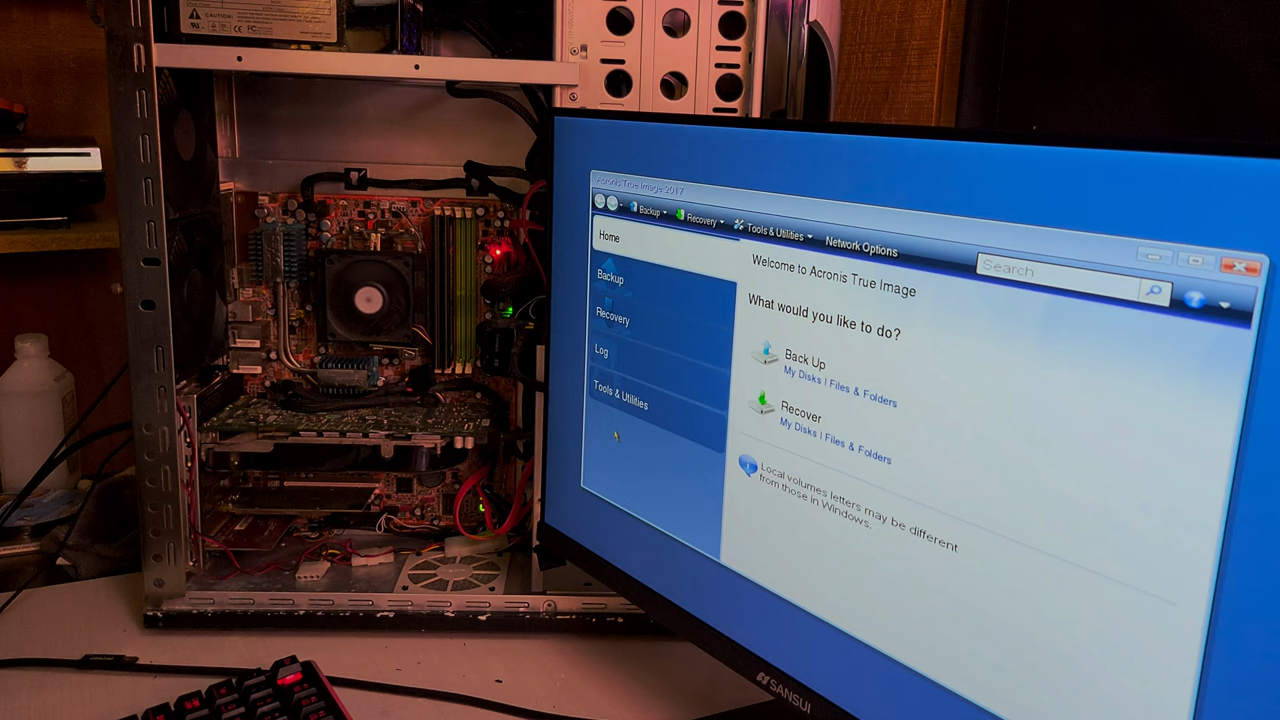 CAUTION:
Acronis True Image 2017
Backup
Recovery
Tools & Utilities
Network Options
Search
Home
Backup
Recovery
Log
Tools & Utilities
Welcome to Acronis True Image
What would you like to do?
Back Up
My Disks | Files & Folders
Recover
My Disks | Files & Folders
Local volumes letters may be different
from those in Windows.
SANSUI